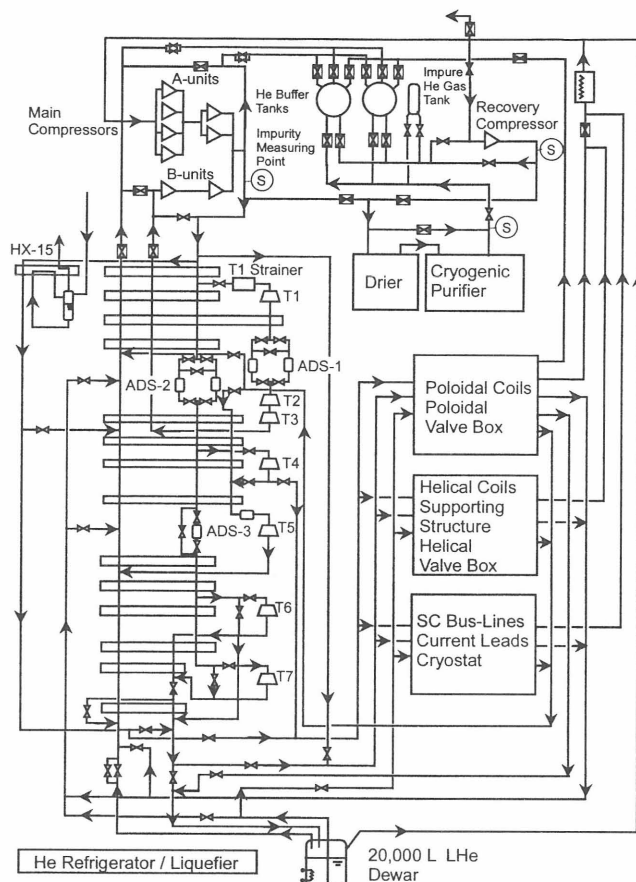 A-units
Main
Compressors
B-units
He Buffer
Tanks
Impurity
Measuring
Point
S
Impure
He Gas
Tank
Recovery
Compressor
S
S
HX-15
T1 Strainer
T1
Drier
Cryogenic
Purifier
ADS-1
ADS-2
T2
T3
T4
ADS-3
T5
T6
T7
Poloidal Coils
Poloidal
Valve Box
Helical Coils
Supporting
Structure
Helical
Valve Box
SC Bus-Lines
Current Leads
Cryostat
He Refrigerator / Liquefier
20,000 L LHe
Dewar